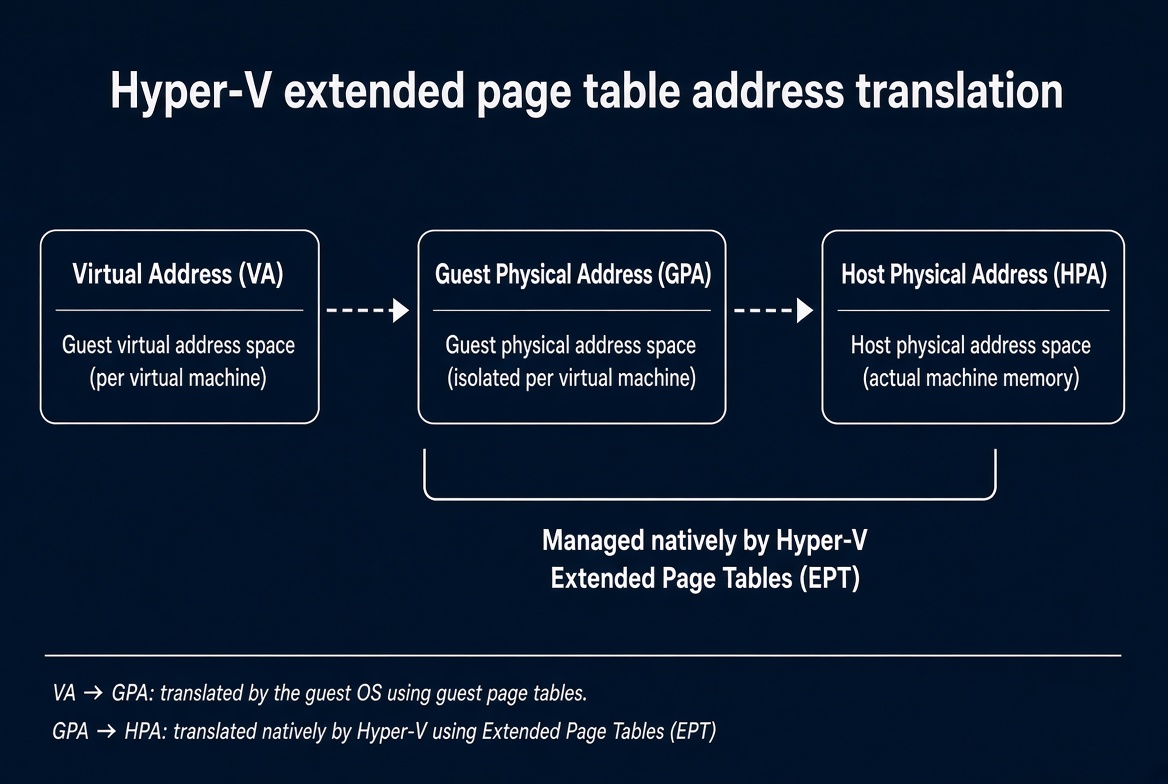 Hyper-V extended page table address translation
Virtual Address (VA)
Guest virtual address space
(per virtual machine)
Guest Physical Address (GPA)
Guest physical address space
(isolated per virtual machine)
Host Physical Address (HPA)
Host physical address space
(actual machine memory)
Managed natively by Hyper-V
Extended Page Tables (EPT)
VA → GPA: translated by the guest OS using guest page tables.
GPA → HPA: translated natively by Hyper-V using Extended Page Tables (EPT)